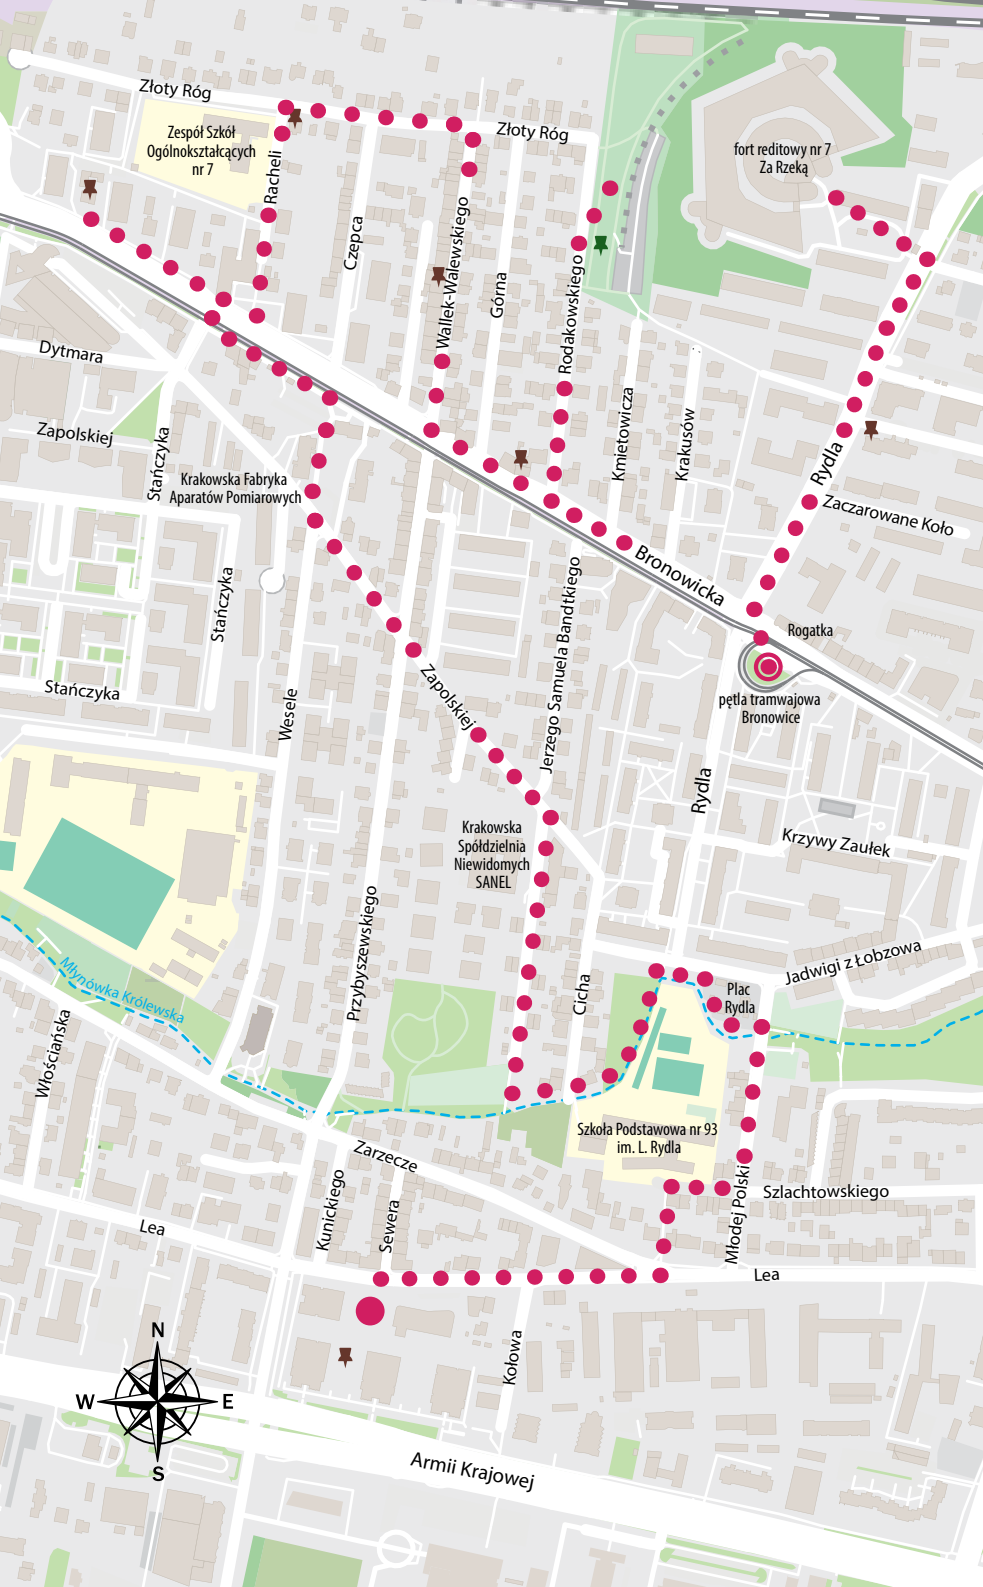 Złoty Róg
Zespół Szkół
Ogólnokształcących
nr 7
Racheli
Złoty Róg
fort reditowy nr 7
Za Rzeką
Czepca
Wallek-Walewskiego
Górna
Rodakowskiego
Dytmara
Zapolskiej
Stańczyka
Krakowska Fabryka
Aparatów Pomiarowych
Kmietowicza
Krakusów
Rydla
Zaczarowane Koło
Bronowicka
Stańczyka
Jerzego Samuela Bandtkiego
Rogatka
pętla tramwajowa
Bronowice
Stańczyka
Wesele
Zapolskiej
Rydla
Krakowska
Spółdzielnia
Niewidomych
SANEL
Krzywy Zaułek
Przybyszewskiego
Młynówka Królewska
Cicha
Plac
Rydla
Jadwigi z Łobzowa
Włościańska
Szkoła Podstawowa nr 93
im. L. Rydla
Zarzecze
Kunickiego
Sewera
Młodej Polski
Szlachtowskiego
Lea
Lea
Kołowa
N
W
E
S
Armii Krajowej